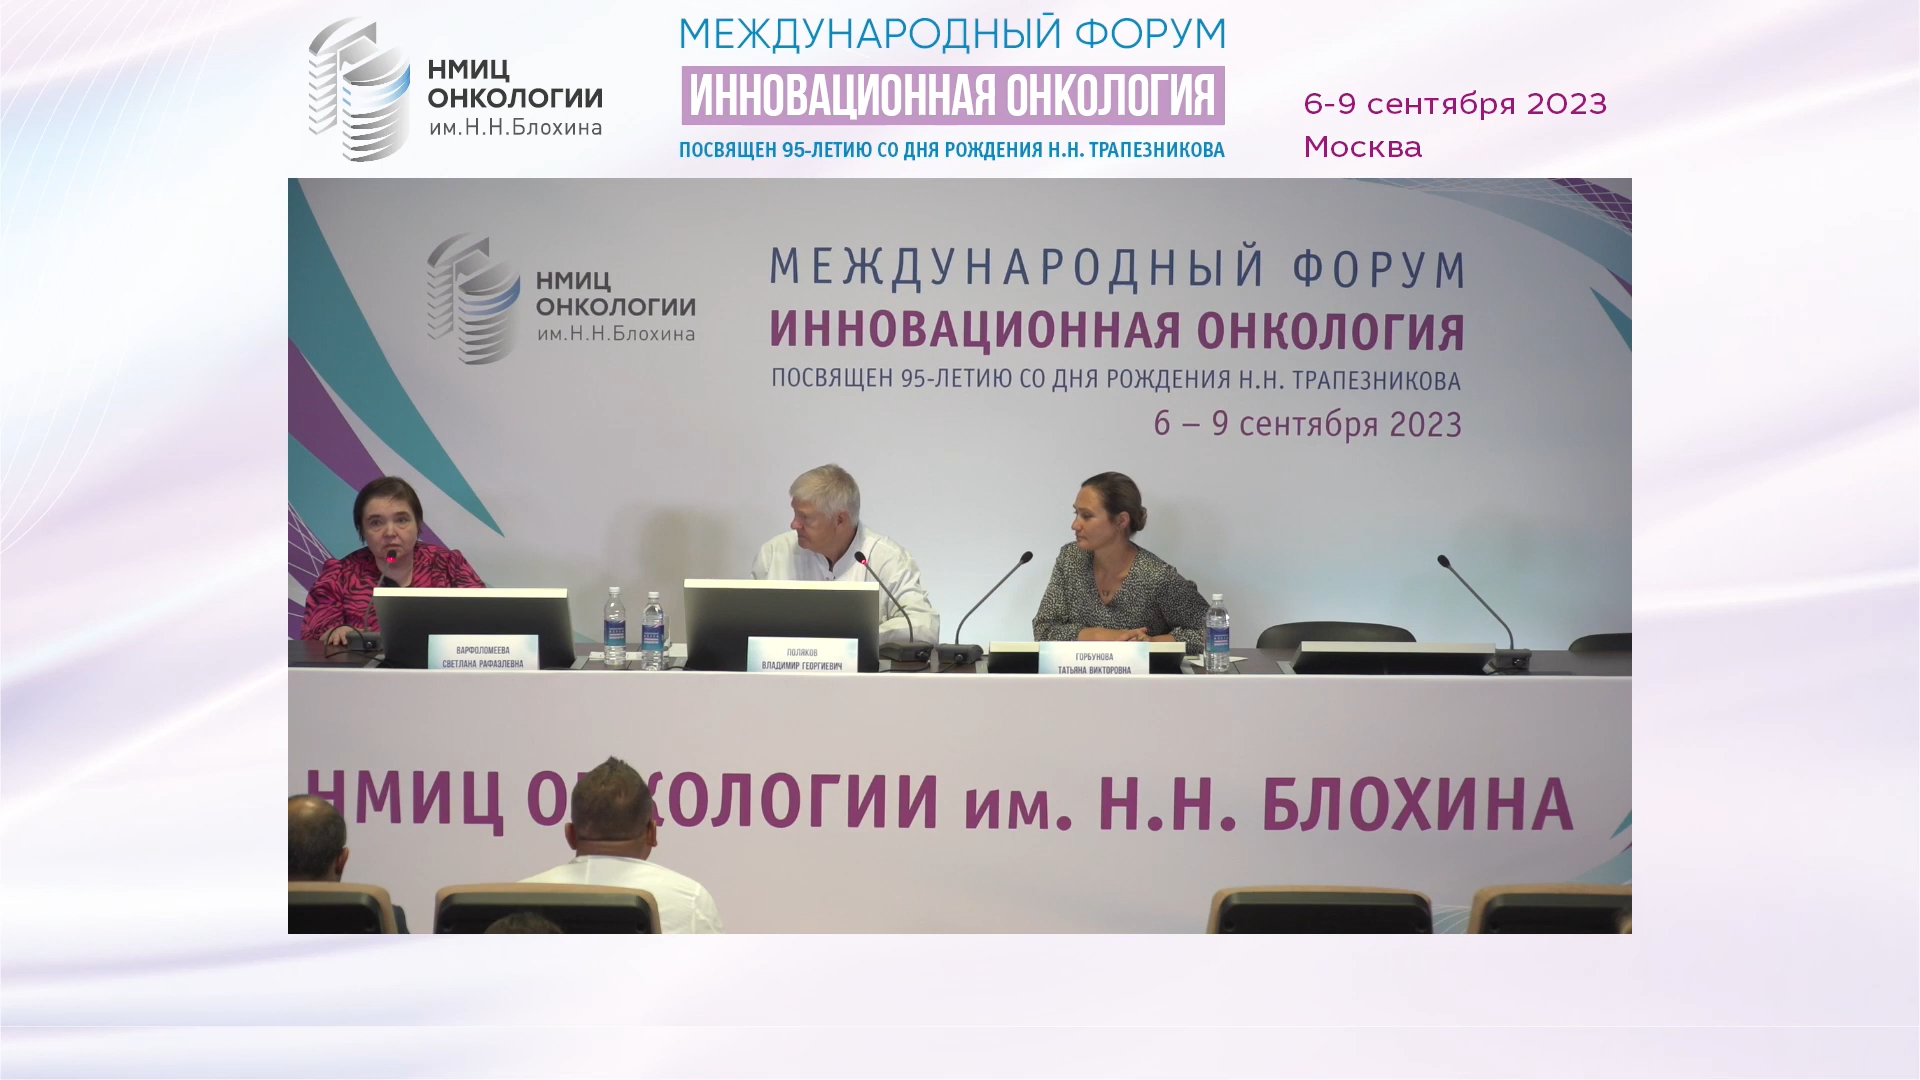 НМИЦ
ОНКОЛОГИИ
им.Н.Н.Блохина
МЕЖДУНАРОДНЫЙ ФОРУМ
ИННОВАЦИОННАЯ ОНКОЛОГИЯ
ПОСВЯЩЕН 95-ЛЕТИЮ СО ДНЯ РОЖДЕНИЯ Н.Н. ТРАПЕЗНИКОВА
6-9 сентября 2023
Москва
НМИЦ
ОНКОЛОГИИ
им.Н.Н.Блохина
МЕЖДУНАРОДНЫЙ ФОРУМ
ИННОВАЦИОННАЯ ОНКОЛОГИЯ
ПОСВЯЩЕН 95-ЛЕТИЮ СО ДНЯ РОЖДЕНИЯ Н.Н. ТРАПЕЗНИКОВА
6 – 9 сентября 2023
ВАРФОЛОМЕЕВА
СВЕТЛАНА РАФАЭЛЕВНА
ПОЛЯКОВ
ВЛАДИМИР ГЕОРГИЕВИЧ
ГОРБУНОВА
ТАТЬЯНА ВИКТОРОВНА
НМИЦ ОНКОЛОГИИ им. Н.Н. БЛОХИНА